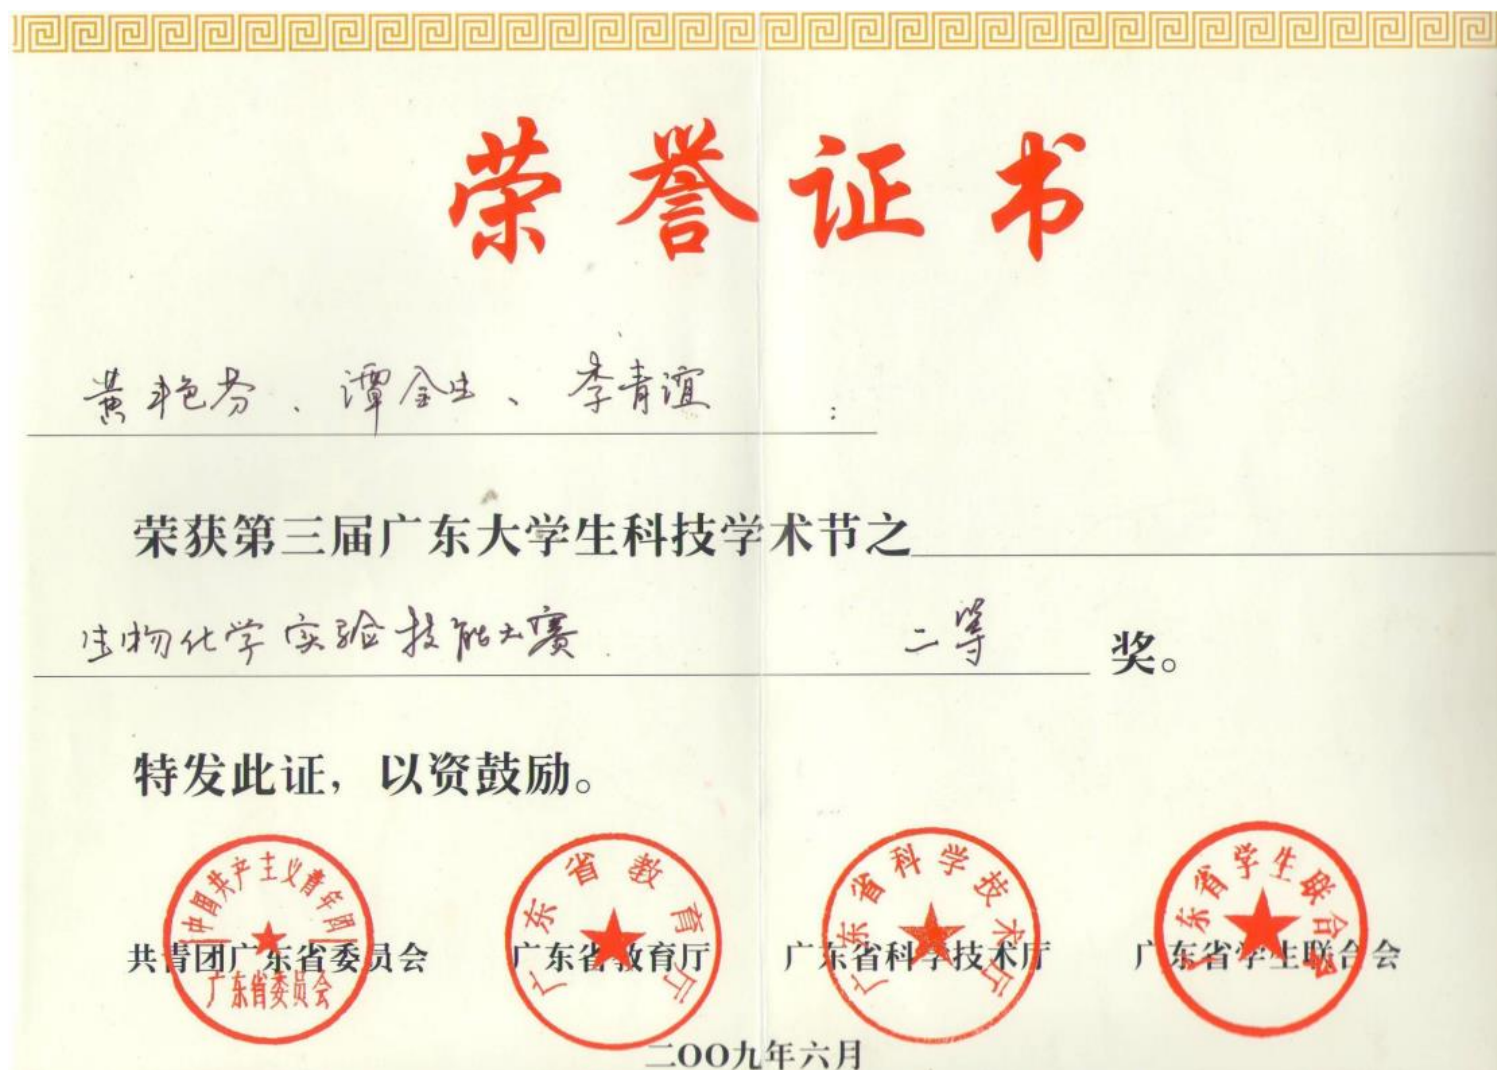 荣誉证书
黄艳芬、谭金生、李青谊:
荣获第三届广东大学生科技学术节之
生物化学实验技能大赛 二等 奖。
特发此证，以资鼓励。
中国共产主义青年团 广东省委员会
广东省教育厅
广东省科学技术厅
广东省学生联合会
共青团广东省委员会 广东省教育厅 广东省科学技术厅 广东省学生联合会
二〇〇九年六月